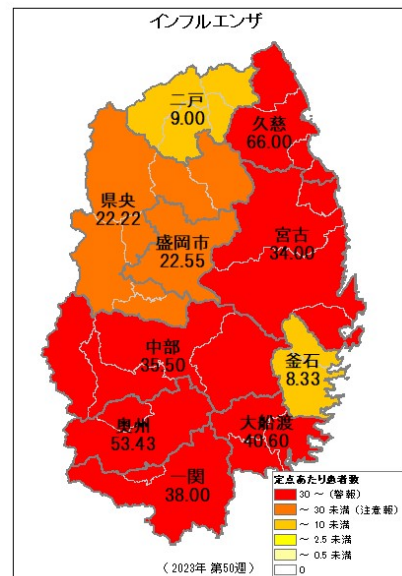 インフルエンザ
二戸
9.00
久慈
66.00
県央
22.22
盛岡市
22.55
宮古
34.00
中部
35.50
釜石
8.33
奥州
53.43
大船渡
40.60
一関
38.00
定点あたり患者数
30 ～ (警報)
～ 30 未満 (注意報)
～ 10 未満
～ 2.5 未満
～ 0.5 未満
0
( 2023年 第50週 )